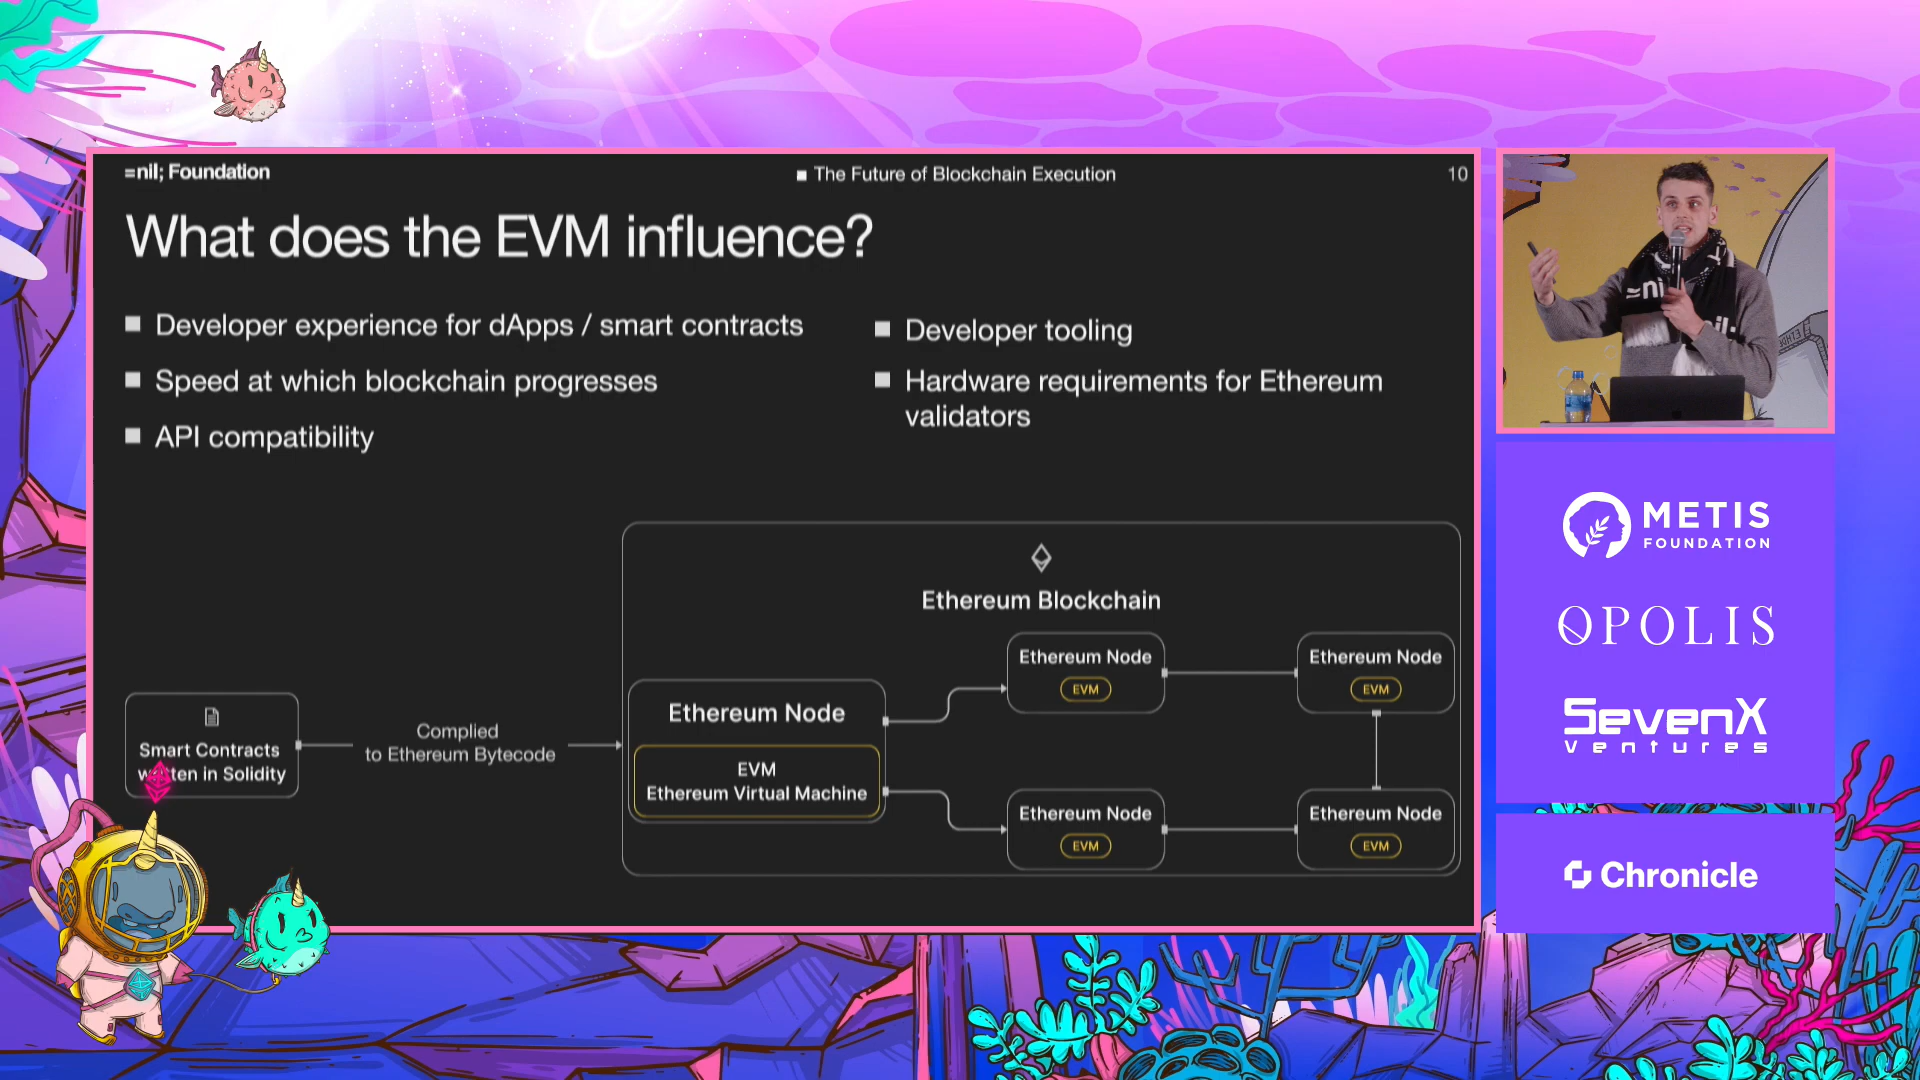 =nil; Foundation
The Future of Blockchain Execution
10
What does the EVM influence?
Developer experience for dApps / smart contracts
Speed at which blockchain progresses
API compatibility
Developer tooling
Hardware requirements for Ethereum
validators
Ethereum Blockchain
Smart Contracts
written in Solidity
Complied
to Ethereum Bytecode
Ethereum Node
EVM
Ethereum Virtual Machine
Ethereum Node
EVM
Ethereum Node
EVM
Ethereum Node
EVM
Ethereum Node
EVM
=ni
nil;
METIS
FOUNDATION
OPOLIS
SevenX
Ventures
Chronicle